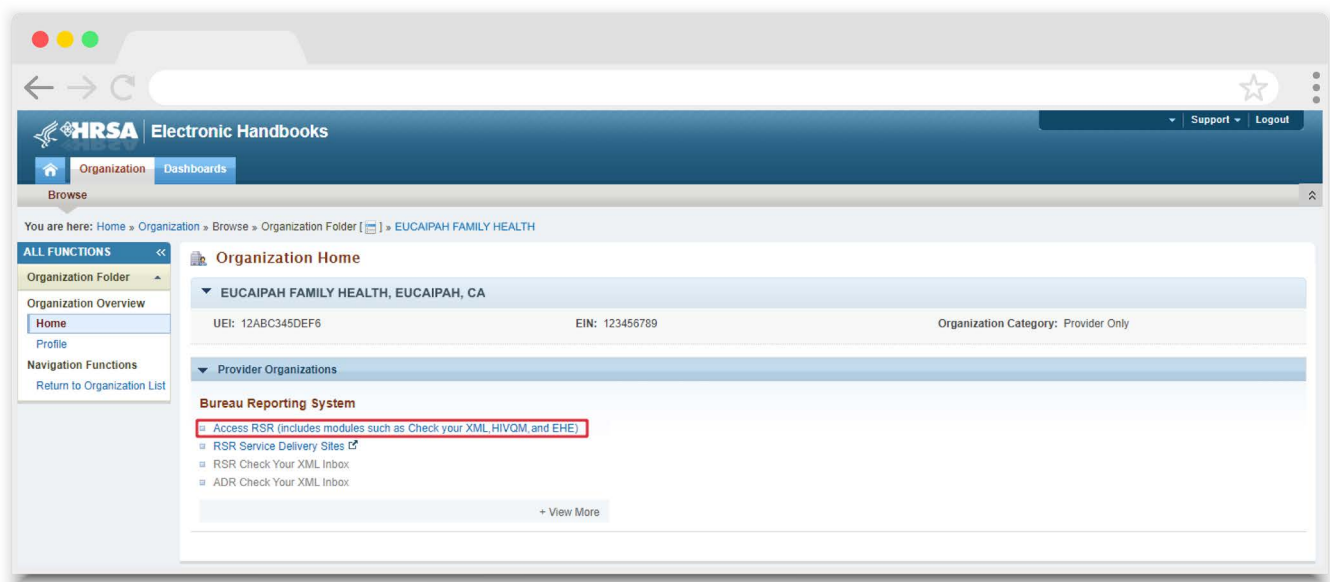 HRSA Electronic Handbooks
Support Logout
Organization Dashboards
Browse
You are here: Home » Organization » Browse » Organization Folder [ ] » EUCAIPAH FAMILY HEALTH
ALL FUNCTIONS «
Organization Folder
Organization Overview
Home
Profile
Navigation Functions
Return to Organization List
Organization Home
EUCAIPAH FAMILY HEALTH, EUCAIPAH, CA
UEI: 12ABC345DEF6 EIN: 123456789 Organization Category: Provider Only
Provider Organizations
Bureau Reporting System
Access RSR (includes modules such as Check your XML,HIVQM,and EHE)
RSR Service Delivery Sites
RSR Check Your XML Inbox
ADR Check Your XML Inbox
+ View More